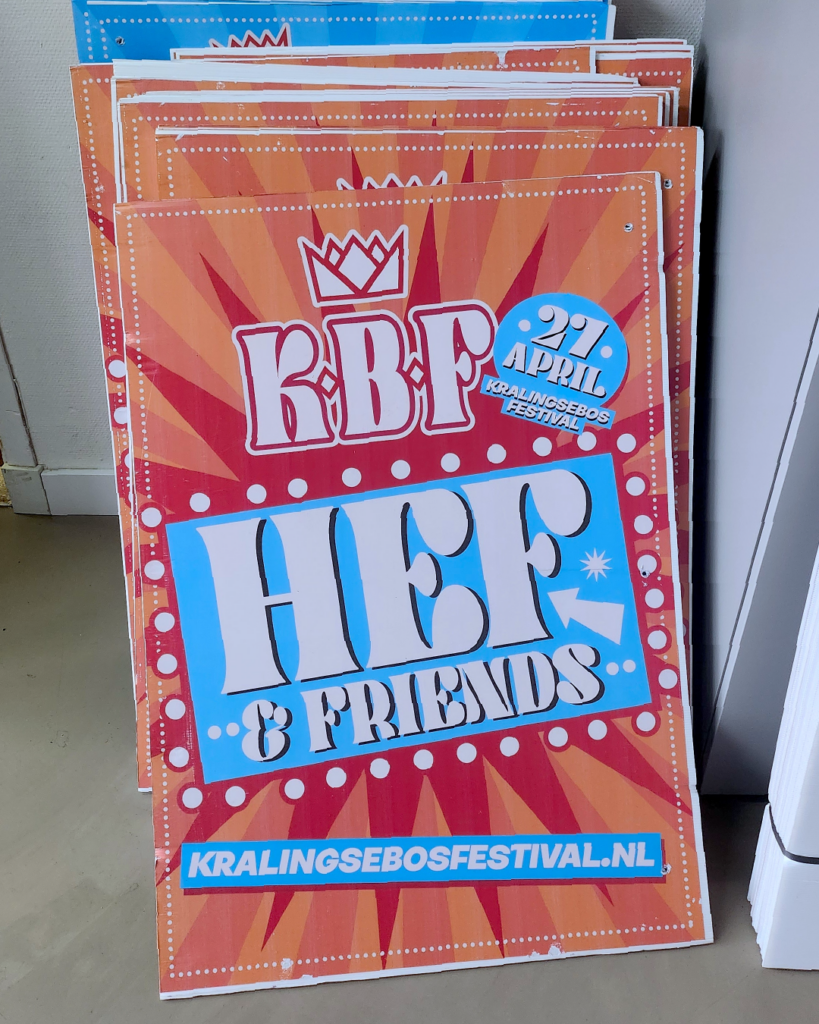 K·B·F
27
APRIL
KRALINGSEBOS
FESTIVAL
HEF
& FRIENDS
KRALINGSEBOSFESTIVAL.NL